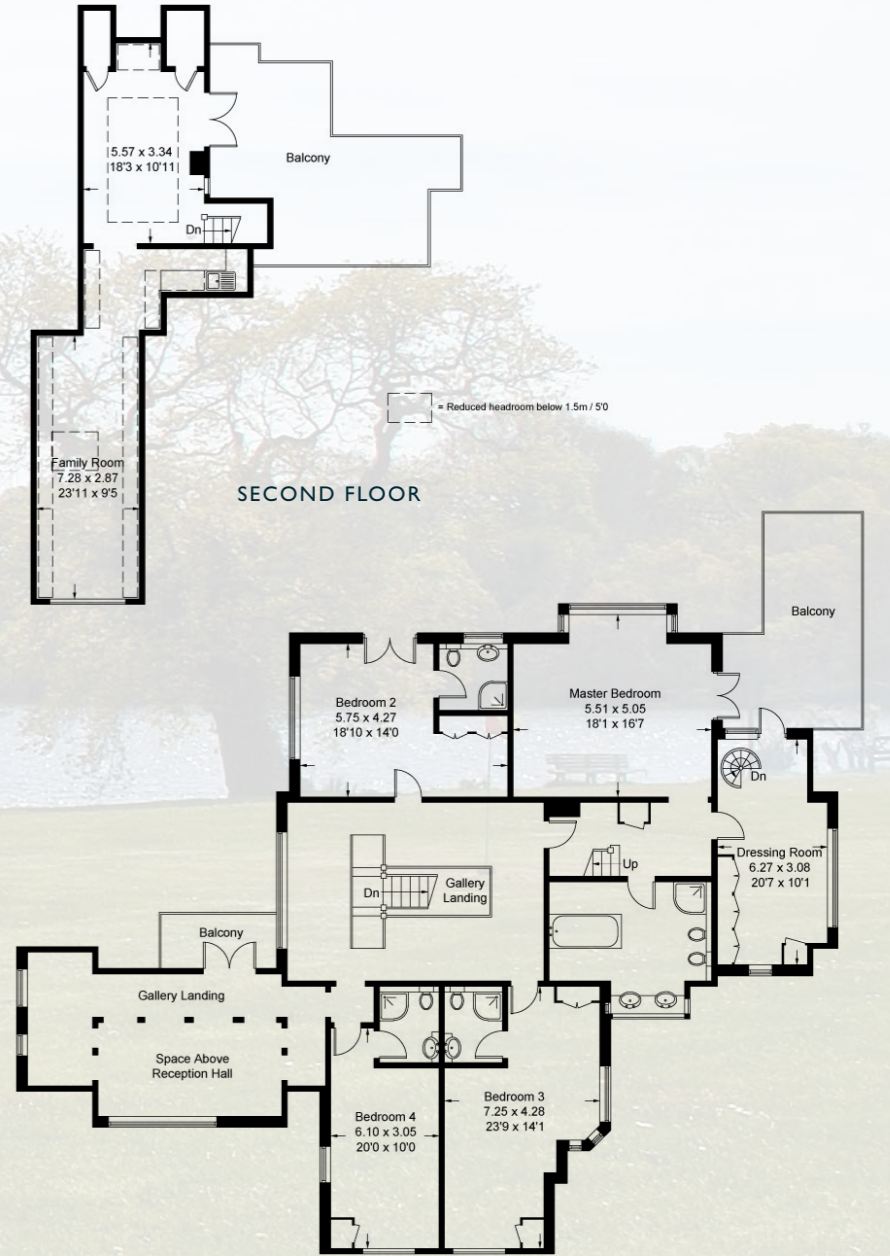 5.57 x 3.34
18'3 x 10'11
Balcony
Dn
= Reduced headroom below 1.5m / 5'0
Family Room
7.28 x 2.87
23'11 x 9'5
SECOND FLOOR
Balcony
Bedroom 2
5.75 x 4.27
18'10 x 14'0
Master Bedroom
5.51 x 5.05
18'1 x 16'7
Dn
Dressing Room
6.27 x 3.08
20'7 x 10'1
Up
Dn
Gallery
Landing
Balcony
Gallery Landing
Space Above
Reception Hall
Bedroom 4
6.10 x 3.05
20'0 x 10'0
Bedroom 3
7.25 x 4.28
23'9 x 14'1